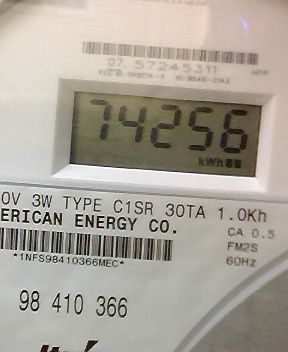 07 57245311
74256
kWh
0V 3W TYPE C1SR 30TA 1.0Kh
ERICAN ENERGY CO.
CA 0.5
FM2S
60Hz
*1NFS98410366MEC*
98 410 366